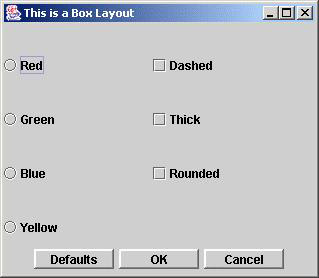 This is a Box Layout
Red Dashed
Green Thick
Blue Rounded
Yellow
Defaults OK Cancel